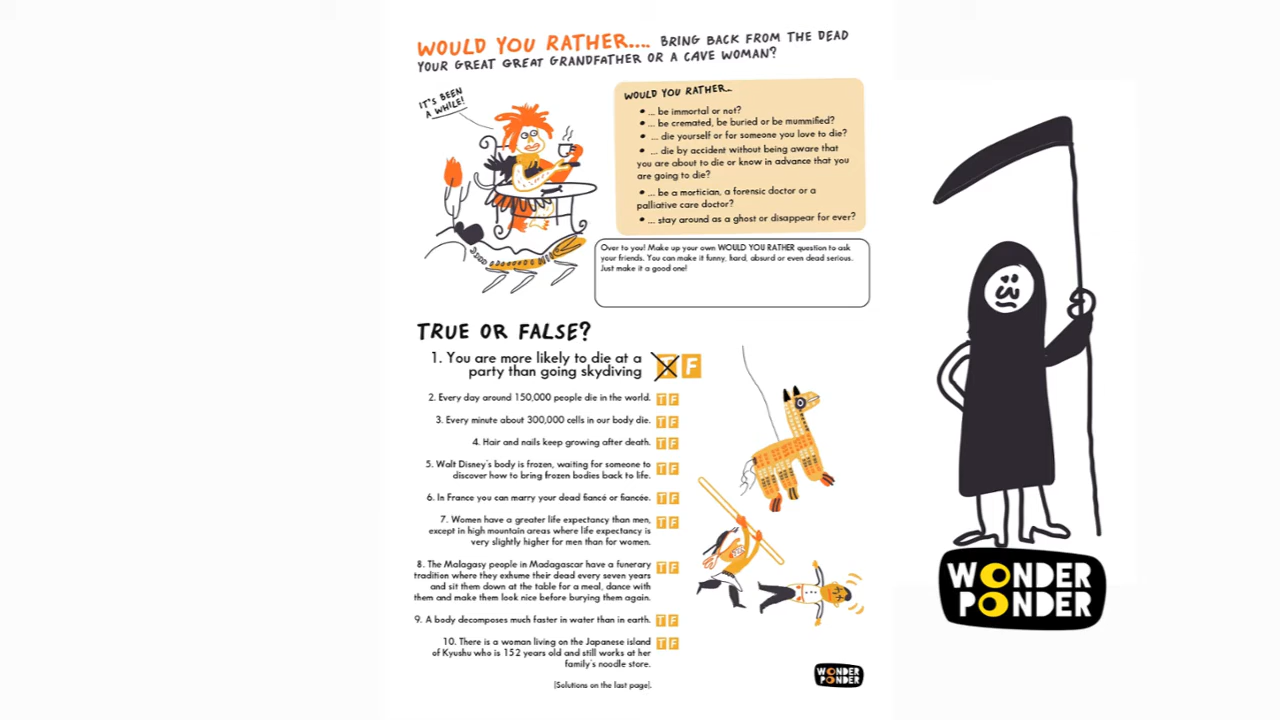 WOULD YOU RATHER.... BRING BACK FROM THE DEAD
YOUR GREAT GREAT GRANDFATHER OR A CAVE WOMAN?
IT'S BEEN
A WHILE!
WOULD YOU RATHER...
• ... be immortal or not?
• ... be cremated, be buried or be mummified?
• ... die yourself or for someone you love to die?
• ... die by accident without being aware that
you are about to die or know in advance that you
are going to die?
• ... be a mortician, a forensic doctor or a
palliative care doctor?
• ... stay around as a ghost or disappear for ever?
Over to you! Make up your own WOULD YOU RATHER question to ask
your friends. You can make it funny, hard, absurd or even dead serious.
Just make it a good one!
TRUE OR FALSE?
1. You are more likely to die at a
party than going skydiving
T F
2. Every day around 150,000 people die in the world.
T F
3. Every minute about 300,000 cells in our body die.
T F
4. Hair and nails keep growing after death.
T F
5. Walt Disney's body is frozen, waiting for someone to
discover how to bring frozen bodies back to life.
T F
6. In France you can marry your dead fiancé or fiancée.
T F
7. Women have a greater life expectancy than men,
except in high mountain areas where life expectancy is
very slightly higher for men than for women.
T F
8. The Malagasy people in Madagascar have a funerary
tradition where they exhume their dead every seven years
and sit them down at the table for a meal, dance with
them and make them look nice before burying them again.
T F
9. A body decomposes much faster in water than in earth.
T F
10. There is a woman living on the Japanese island
of Kyushu who is 152 years old and still works at her
family's noodle store.
T F
(Solutions on the last page).
WONDER
PONDER
WONDER
PONDER